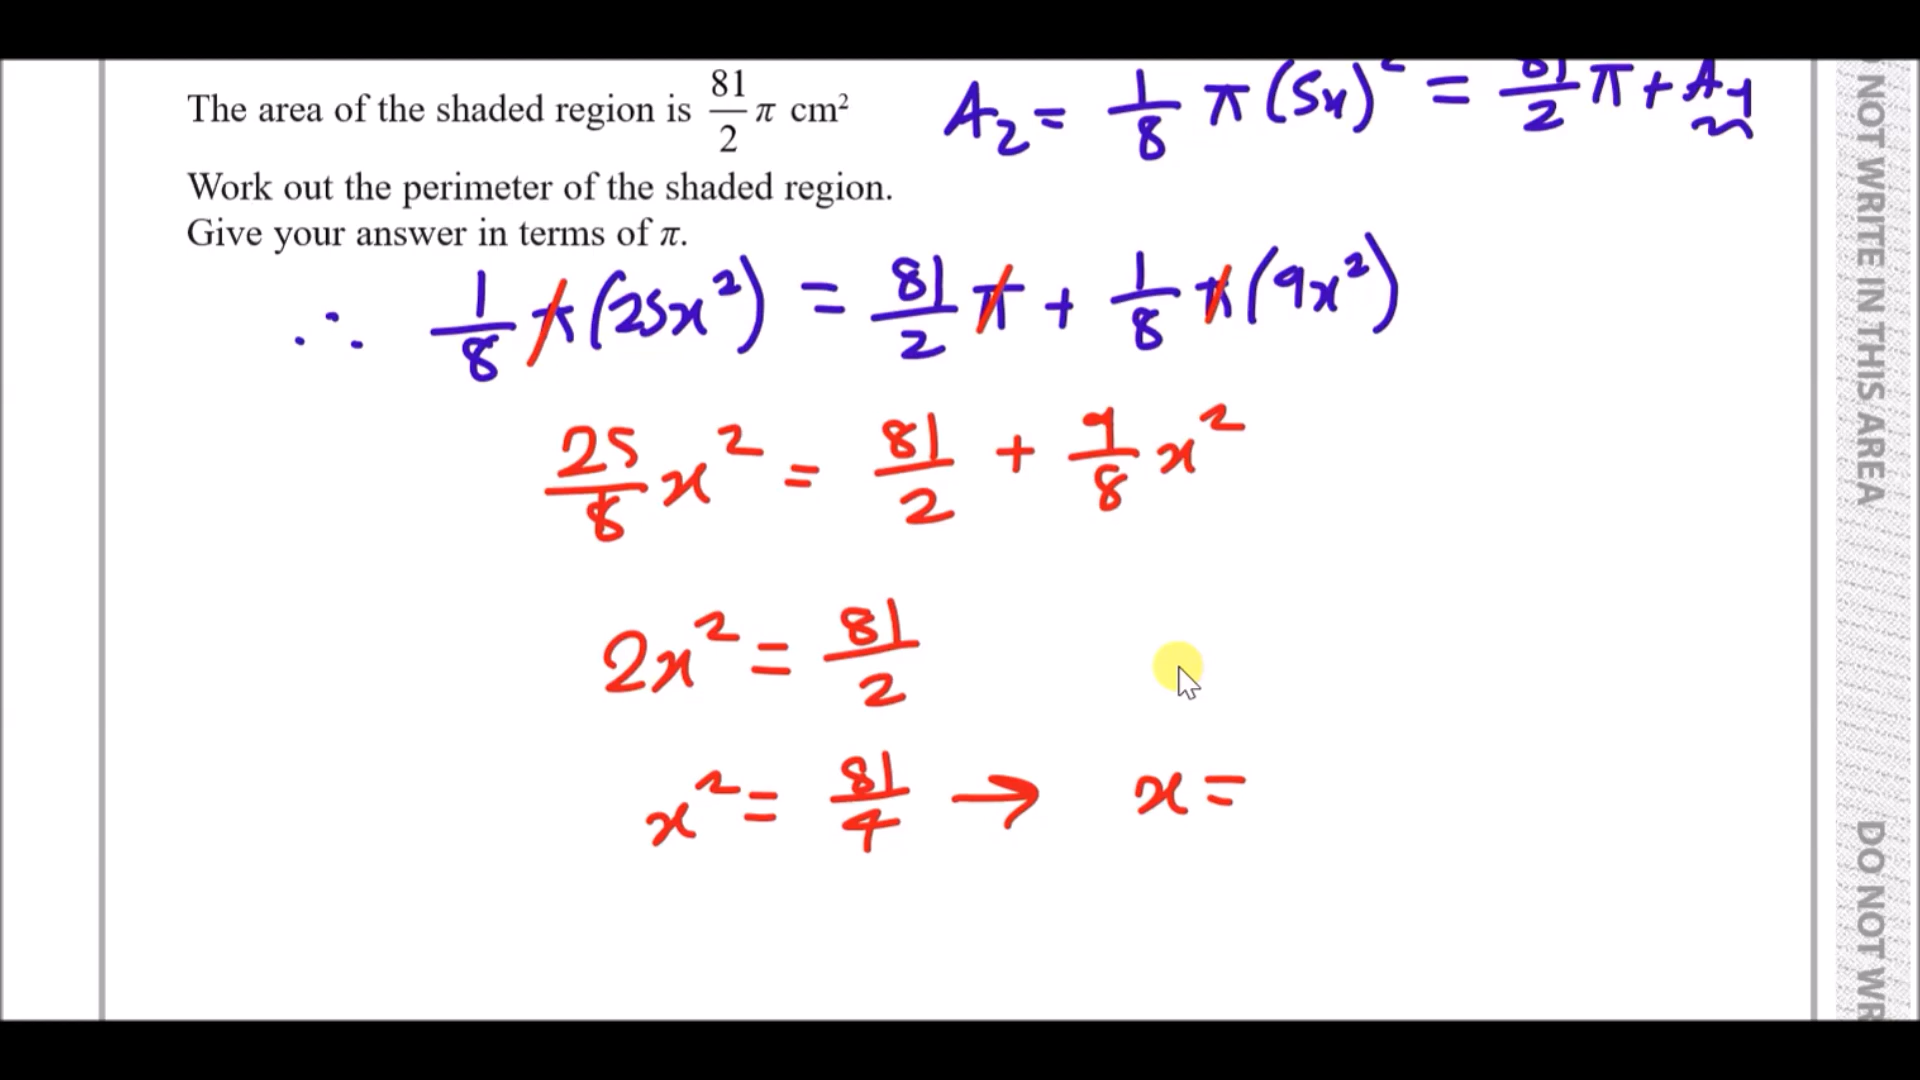 The area of the shaded region is 81/2 π cm²
A₂ = 1/8 π (5x)² = 81/2 π + A₁
Work out the perimeter of the shaded region.
Give your answer in terms of π.
∴ 1/8 π (25x²) = 81/2 π + 1/8 π (9x²)
25/8 x² = 81/2 + 9/8 x²
2x² = 81/2
x² = 81/4 → x =
NOT WRITE IN THIS AREA
DO NOT WR